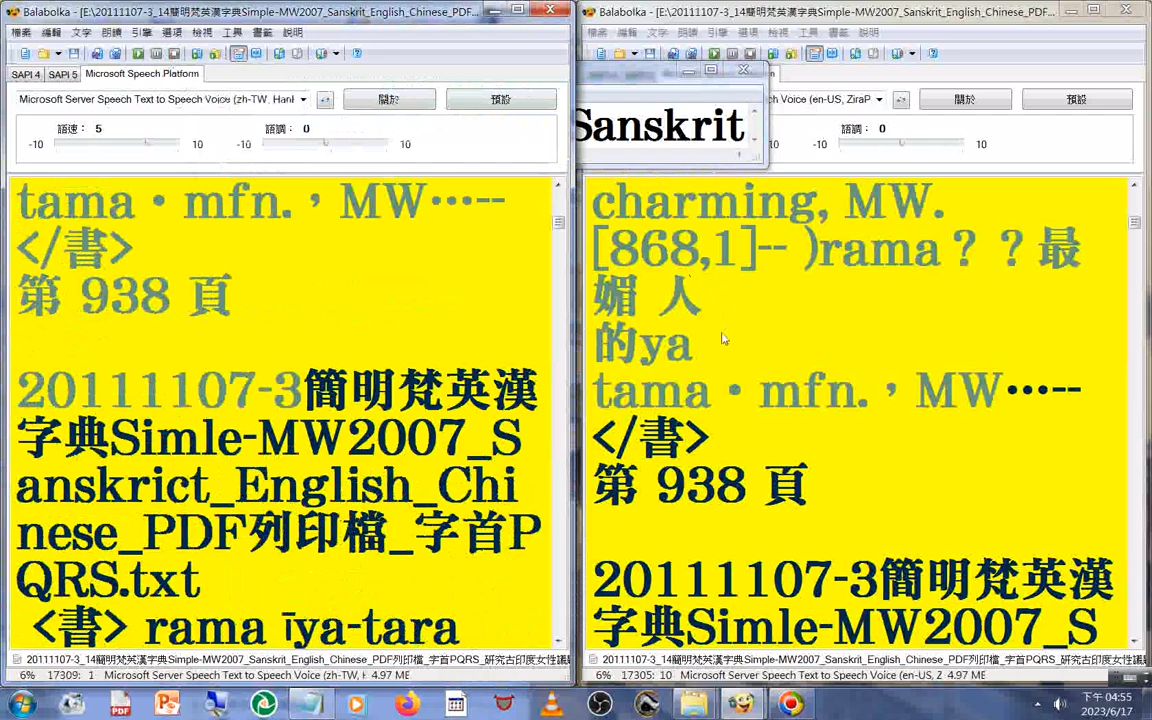 Balabolka - [E:\20111107-3_14簡明梵英漢字典Simple-MW2007_Sanskrit_English_Chinese_PDF...
檔案 編輯 文字 朗讀 引擎 選項 檢視 工具 書籤 說明
SAPI 4 SAPI 5 Microsoft Speech Platform
Microsoft Server Speech Text to Speech Voice (zh-TW, Hanl
關於
預設
語速： 5
語調： 0
-10 10 -10 10
tama・mfn.，MW…--
</書>
第 938 頁
20111107-3簡明梵英漢
字典Simle-MW2007_S
anskrict_English_Chi
nese_PDF列印檔_字首P
QRS.txt
<書> rama īya-tara
20111107-3_14簡明梵英漢字典Simple-MW2007_Sanskrit_English_Chinese_PDF列印檔_字首PQRS_研究古印度女性議
6% 17309: 1 Microsoft Server Speech Text to Speech Voice (zh-TW, H 4.97 MB
Balabolka - [E:\20111107-3_14簡明梵英漢字典Simple-MW2007_Sanskrit_English_Chinese_PDF...
檔案 編輯 文字 朗讀 引擎 選項 檢視 工具 書籤 說明
Sanskrit
Voice (en-US, ZiraP
關於
預設
語調： 0
-10 10
charming, MW.
[868,1]-- )rama？？最
媚 人
的ya
tama・mfn.，MW…--
</書>
第 938 頁
20111107-3簡明梵英漢
字典Simle-MW2007_S
20111107-3_14簡明梵英漢字典Simple-MW2007_Sanskrit_English_Chinese_PDF列印檔_字首PQRS_研究古印度女性議
6% 17305: 10 Microsoft Server Speech Text to Speech Voice (en-US, Z 4.97 MB
下午 04:55
2023/6/17